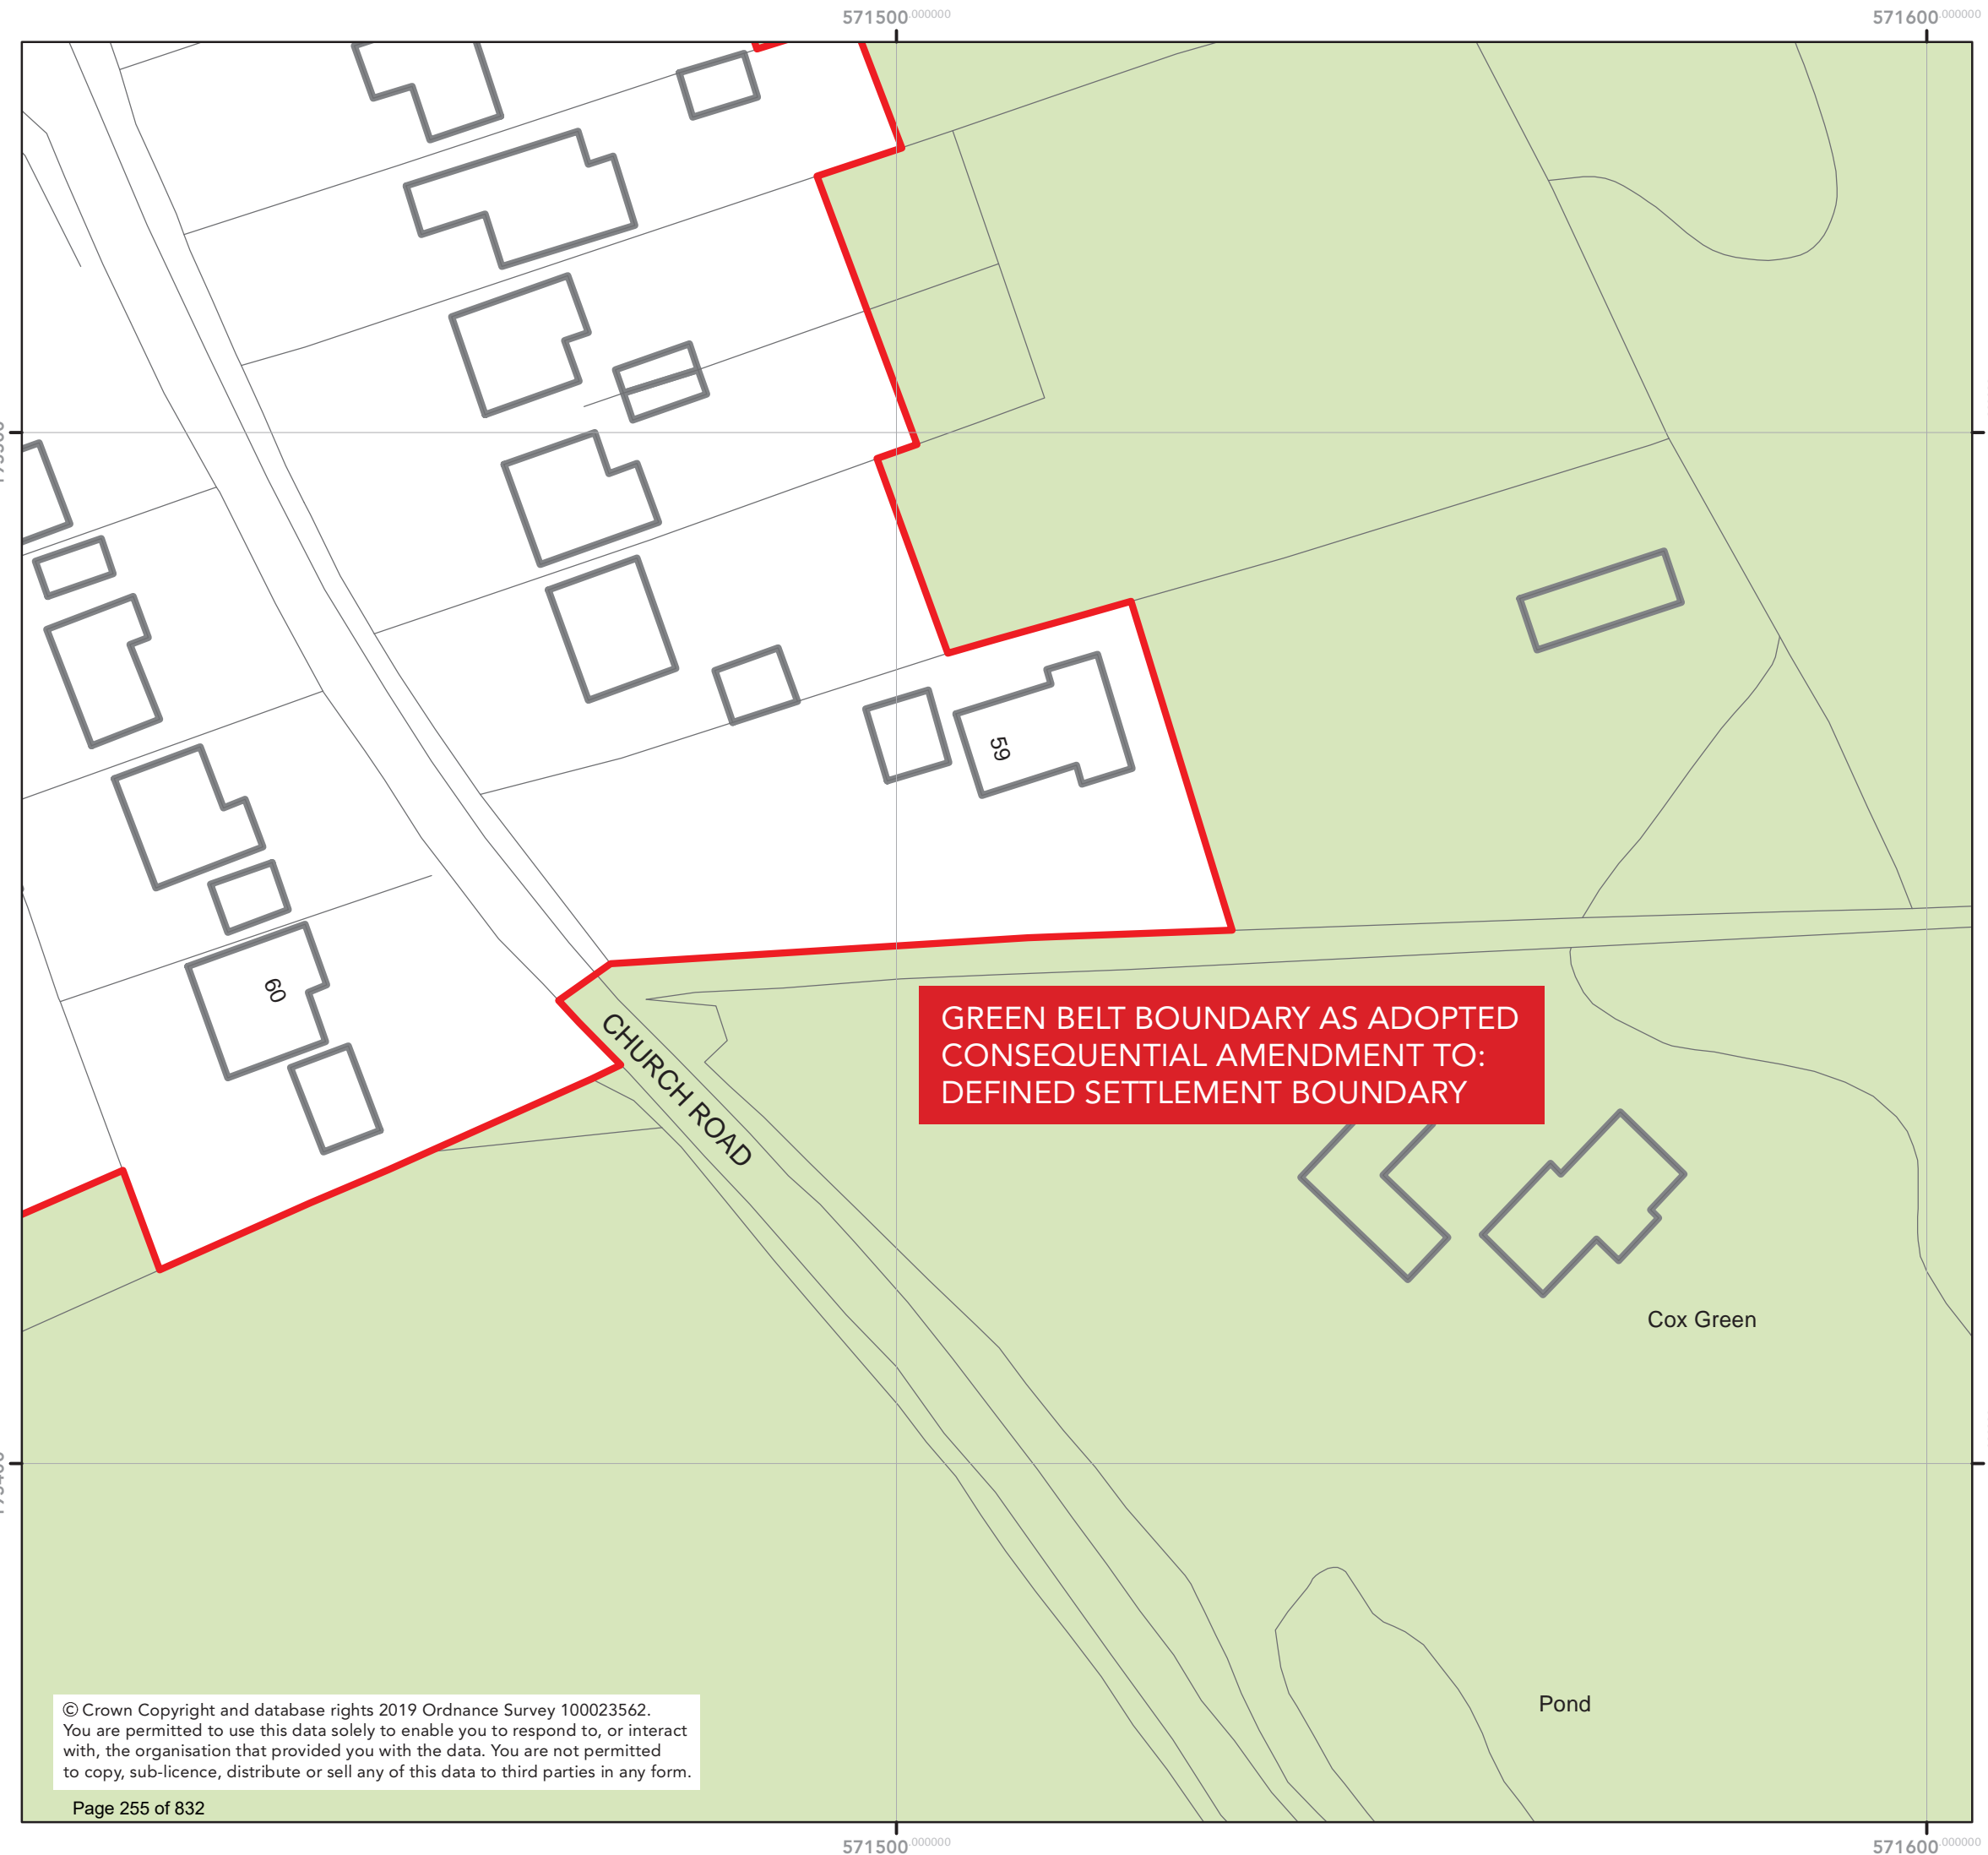 571500.000000
571600.000000
59
60
CHURCH ROAD
GREEN BELT BOUNDARY AS ADOPTED
CONSEQUENTIAL AMENDMENT TO:
DEFINED SETTLEMENT BOUNDARY
Cox Green
Pond
© Crown Copyright and database rights 2019 Ordnance Survey 100023562.
You are permitted to use this data solely to enable you to respond to, or interact
with, the organisation that provided you with the data. You are not permitted
to copy, sub-licence, distribute or sell any of this data to third parties in any form.
Page 255 of 832
571500.000000
571600.000000